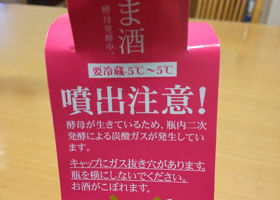 ま酒
酵母発酵中。
要冷蔵-5℃〜5℃
噴出注意!
酵母が生きているため、瓶内二次
発酵による炭酸ガスが発生してい
ます。
キャップにガス抜き穴があります。
瓶を横にしないでください。
お酒がこぼれます。